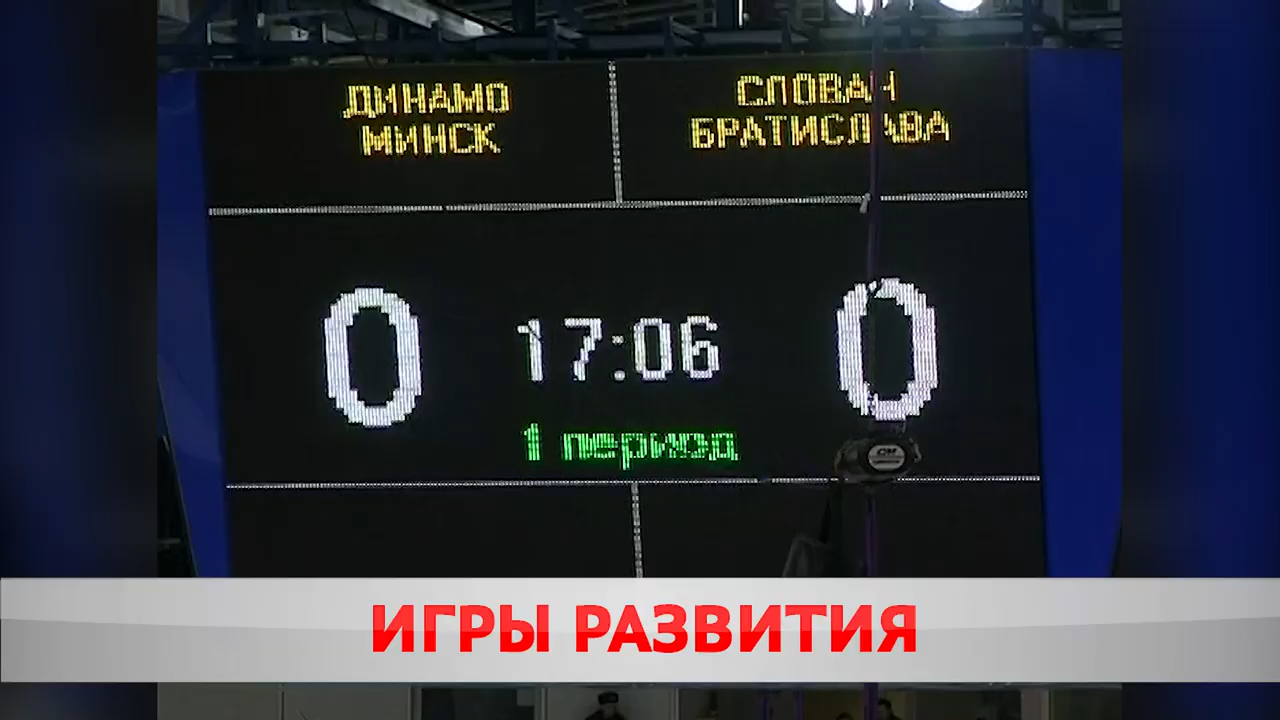 ДИНАМО
МИНСК
СЛОВАН
БРАТИСЛАВА
0
17:06
0
1 период
ИГРЫ РАЗВИТИЯ